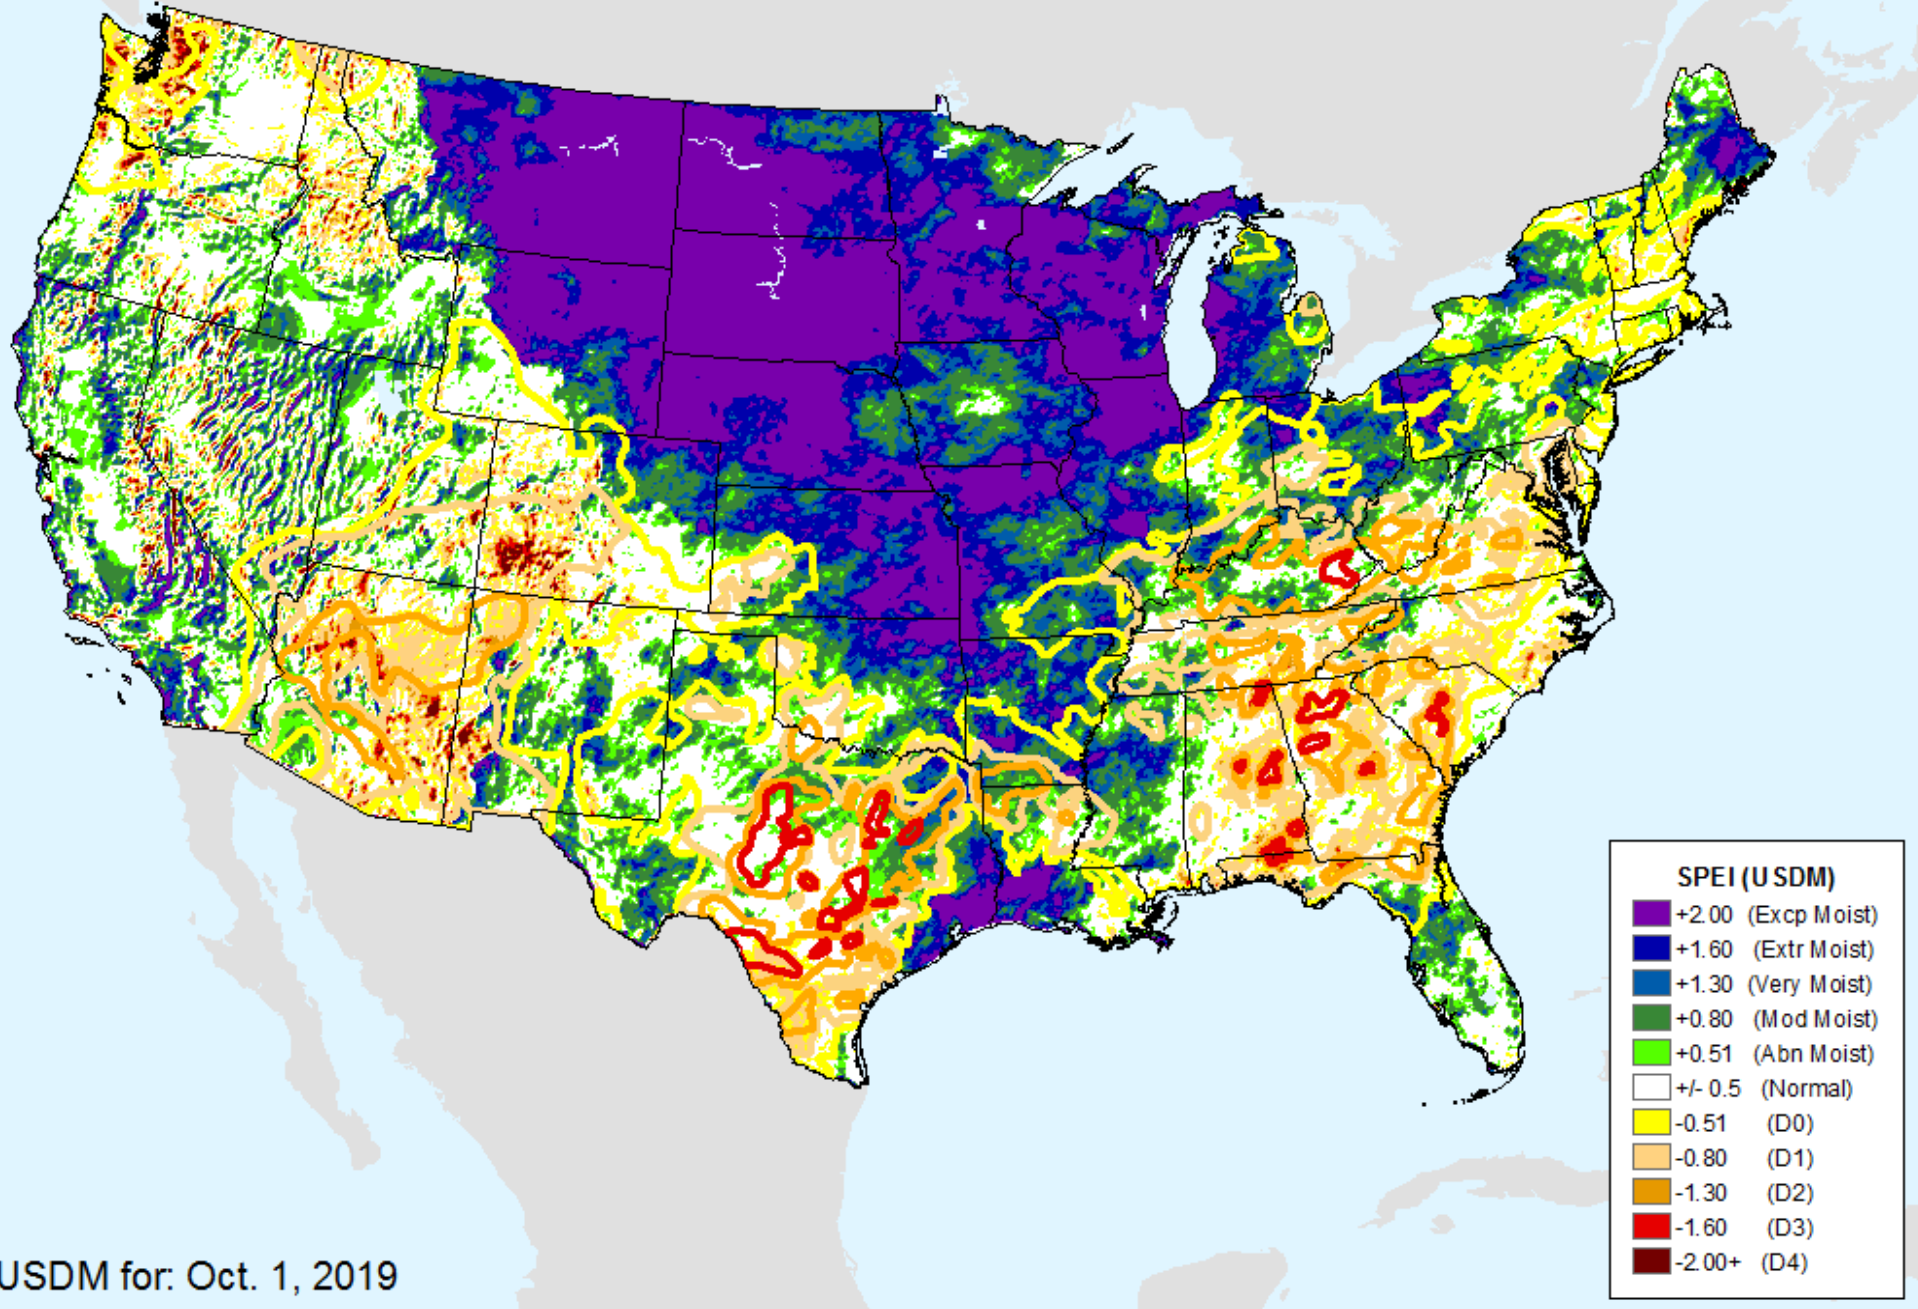 SPEI (USDM)
+2.00 (Excp Moist)
+1.60 (Extr Moist)
+1.30 (Very Moist)
+0.80 (Mod Moist)
+0.51 (Abn Moist)
+/- 0.5 (Normal)
-0.51 (D0)
-0.80 (D1)
-1.30 (D2)
-1.60 (D3)
-2.00+ (D4)
USDM for: Oct. 1, 2019